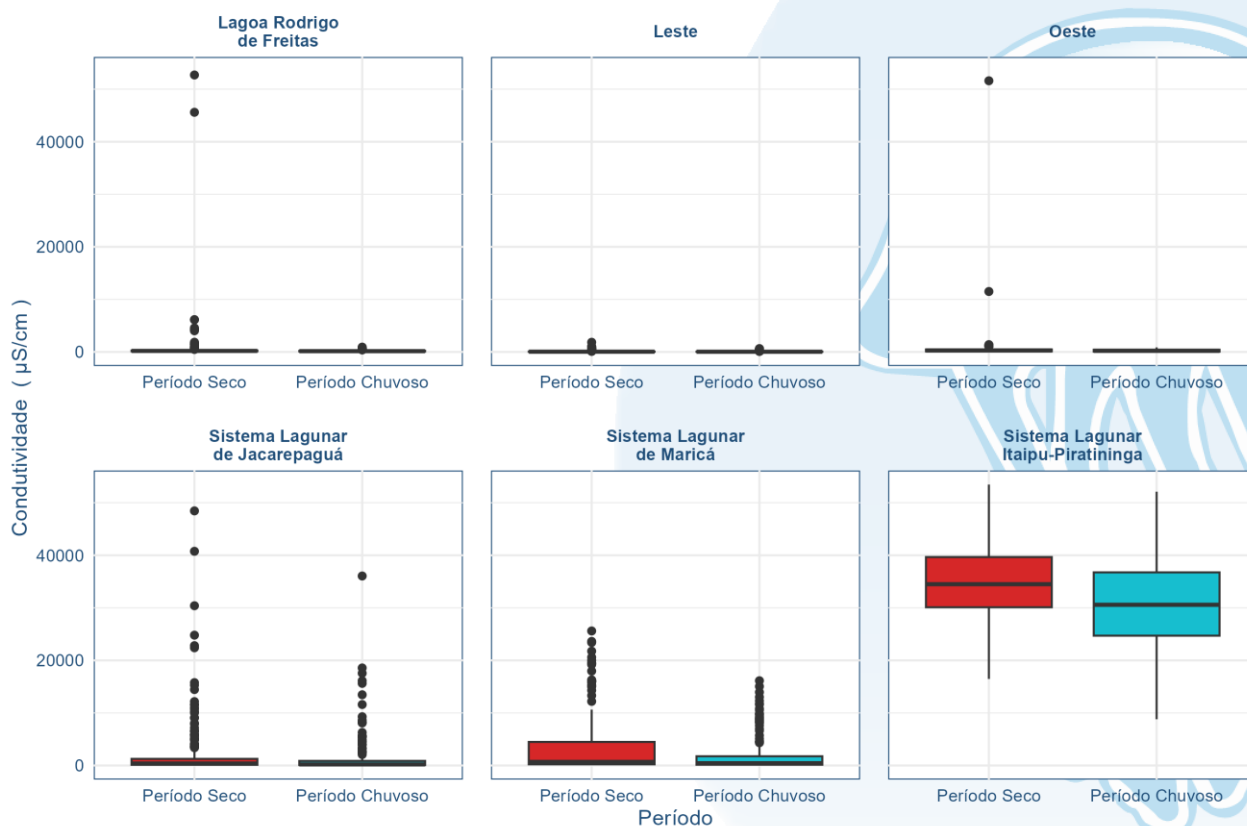 Lagoa Rodrigo
de Freitas
Leste
Oeste
40000
20000
0
Período Seco
Período Chuvoso
Período Seco
Período Chuvoso
Período Seco
Período Chuvoso
Condutividade ( µS/cm )
Sistema Lagunar
de Jacarepaguá
Sistema Lagunar
de Maricá
Sistema Lagunar
Itaipu-Piratininga
40000
20000
0
Período Seco
Período Chuvoso
Período Seco
Período Chuvoso
Período Seco
Período Chuvoso
Período